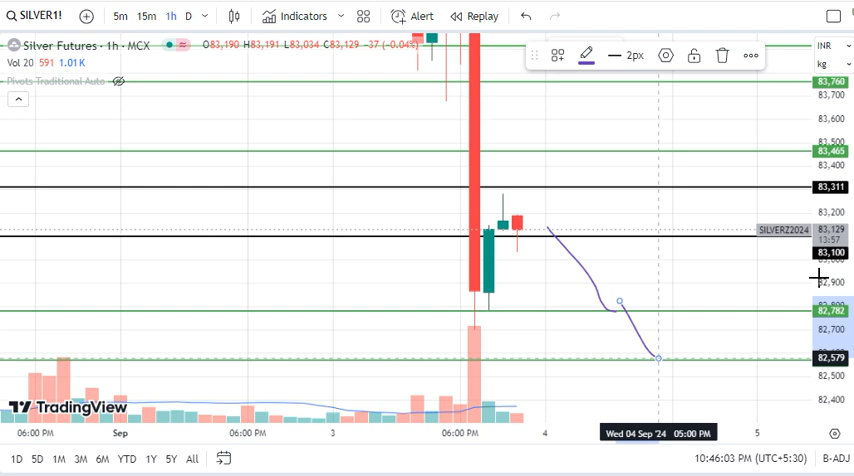 SILVER1! 5m 15m 1h D Indicators Alert Replay
Silver Futures · 1h · MCX O83,190 H83,191 L83,034 C83,129 −37 (−0.04%)
Vol 20 591 1.01 K
Pivots Traditional Auto
2px
INR
kg
83,760
83,700
83,600
83,500
83,465
83,311
83,200
SILVERZ2024 83,129
13:57
83,100
82,900
82,782
82,700
82,579
82,500
82,400
TradingView
06:00 PM Sep 06:00 PM 3 06:00 PM 4 Wed 04 Sep '24 05:00 PM 5
1D 5D 1M 3M 6M YTD 1Y 5Y All 10:46:03 PM (UTC+5:30) B-ADJ